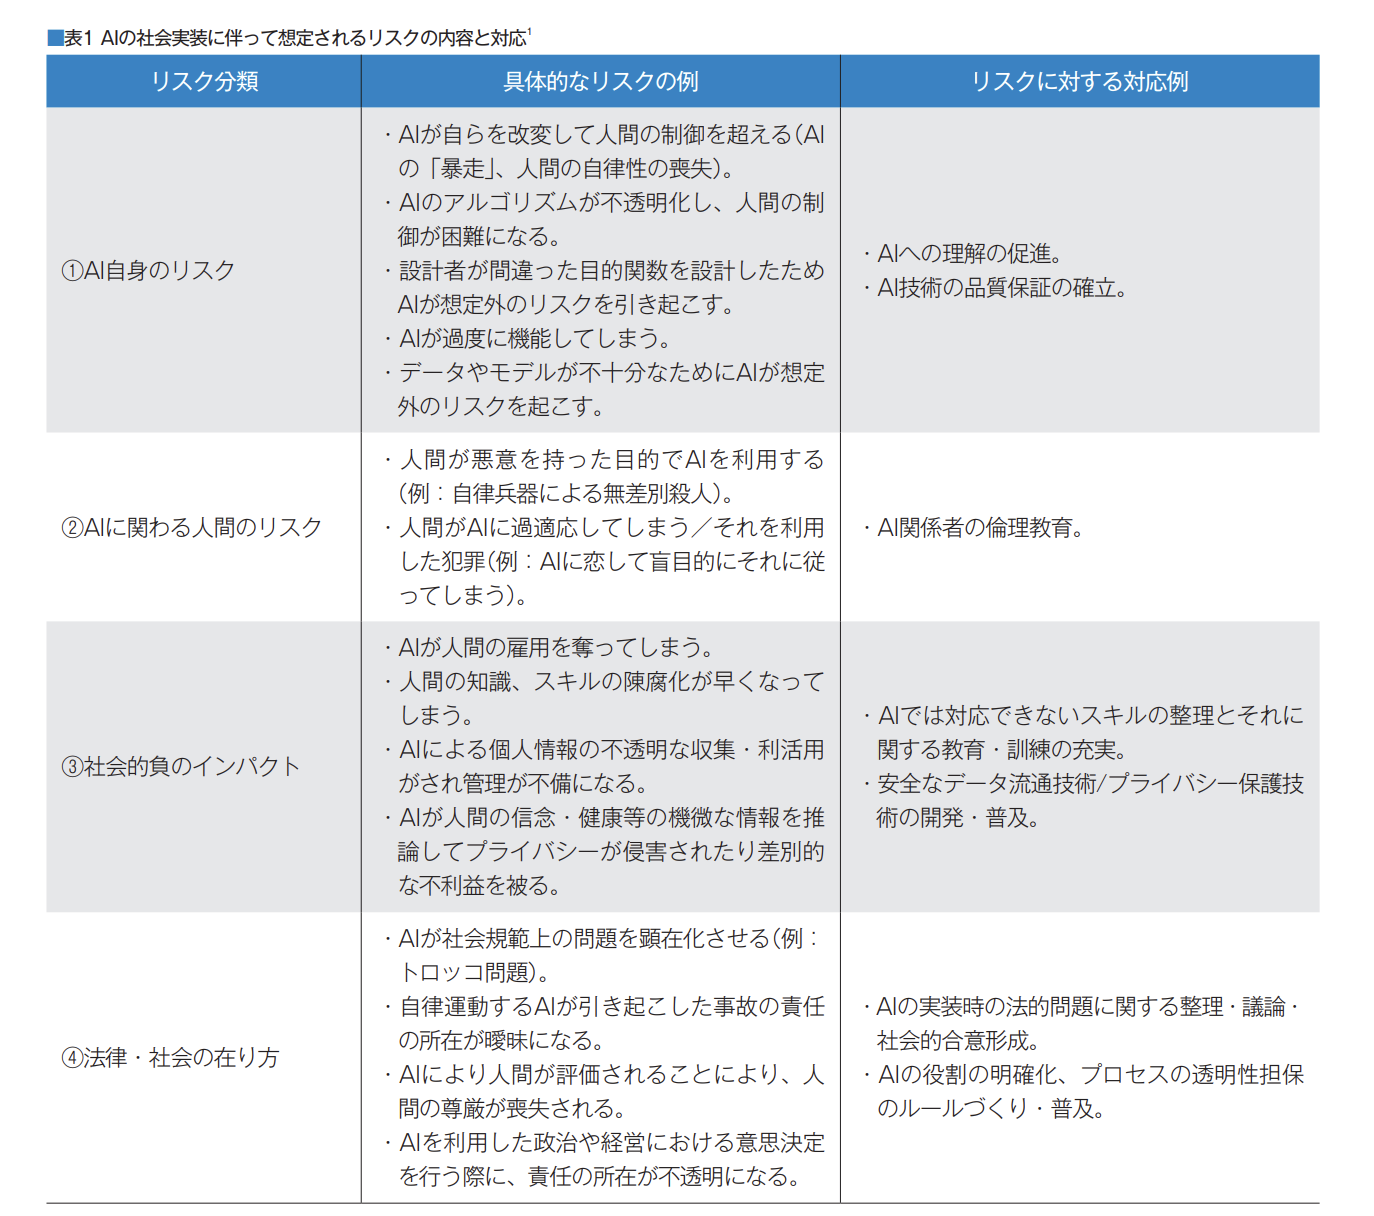 ■表1 AIの社会実装に伴って想定されるリスクの内容と対応1
リスク分類
具体的なリスクの例
リスクに対する対応例
①AI自身のリスク
・AIが自らを改変して人間の制御を超える(AI
の「暴走」、人間の自律性の喪失)。
・AIのアルゴリズムが不透明化し、人間の制
御が困難になる。
・設計者が間違った目的関数を設計したため
AIが想定外のリスクを引き起こす。
・AIが過度に機能してしまう。
・データやモデルが不十分なためにAIが想定
外のリスクを起こす。
・AIへの理解の促進。
・AI技術の品質保証の確立。
②AIに関わる人間のリスク
・人間が悪意を持った目的でAIを利用する
(例：自律兵器による無差別殺人)。
・人間がAIに過適応してしまう／それを利用
した犯罪(例：AIに恋して盲目的にそれに従
ってしまう)。
・AI関係者の倫理教育。
③社会的負のインパクト
・AIが人間の雇用を奪ってしまう。
・人間の知識、スキルの陳腐化が早くなって
しまう。
・AIによる個人情報の不透明な収集・利活用
がされ管理が不備になる。
・AIが人間の信念・健康等の機微な情報を推
論してプライバシーが侵害されたり差別的
な不利益を被る。
・AIでは対応できないスキルの整理とそれに
関する教育・訓練の充実。
・安全なデータ流通技術/プライバシー保護技
術の開発・普及。
④法律・社会の在り方
・AIが社会規範上の問題を顕在化させる(例：
トロッコ問題)。
・自律運動するAIが引き起こした事故の責任
の所在が曖昧になる。
・AIにより人間が評価されることにより、人
間の尊厳が喪失される。
・AIを利用した政治や経営における意思決定
を行う際に、責任の所在が不透明になる。
・AIの実装時の法的問題に関する整理・議論・
社会的合意形成。
・AIの役割の明確化、プロセスの透明性担保
のルールづくり・普及。